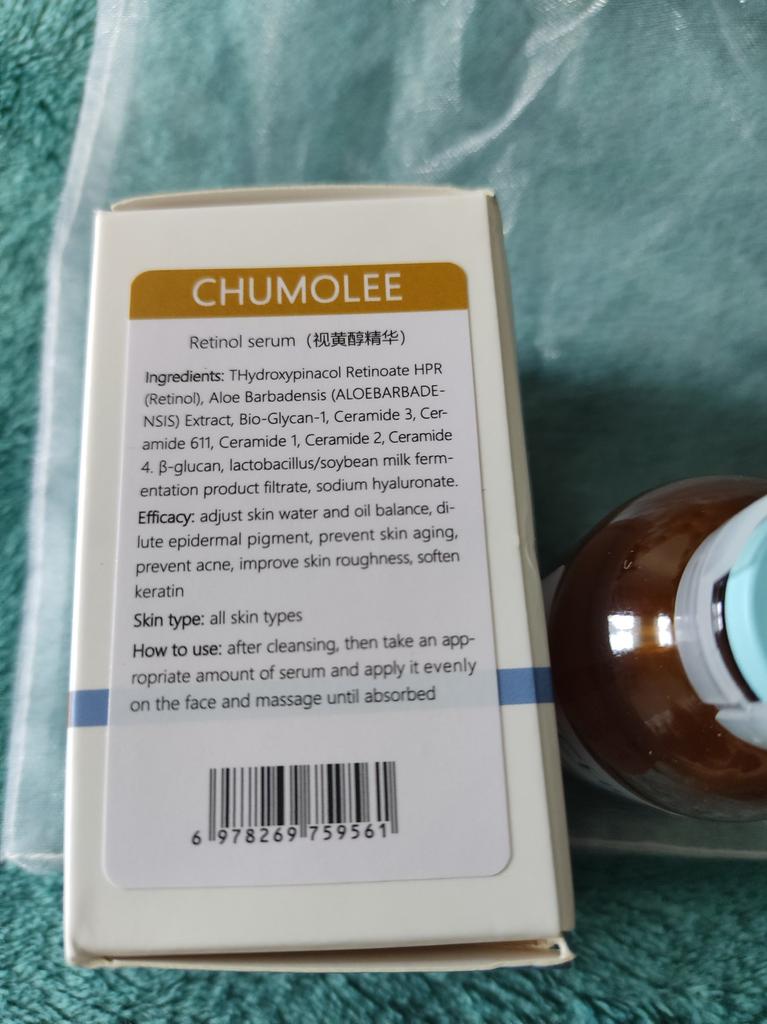 CHUMOLEE
Retinol serum（视黄醇精华）
Ingredients: THydroxypinacol Retinoate HPR
(Retinol), Aloe Barbadensis (ALOEBARBADE-
NSIS) Extract, Bio-Glycan-1, Ceramide 3, Cer-
amide 611, Ceramide 1, Ceramide 2, Ceramide
4. β-glucan, lactobacillus/soybean milk ferm-
entation product filtrate, sodium hyaluronate.
Efficacy: adjust skin water and oil balance, di-
lute epidermal pigment, prevent skin aging,
prevent acne, improve skin roughness, soften
keratin
Skin type: all skin types
How to use: after cleansing, then take an app-
ropriate amount of serum and apply it evenly
on the face and massage until absorbed
6 978269 759561